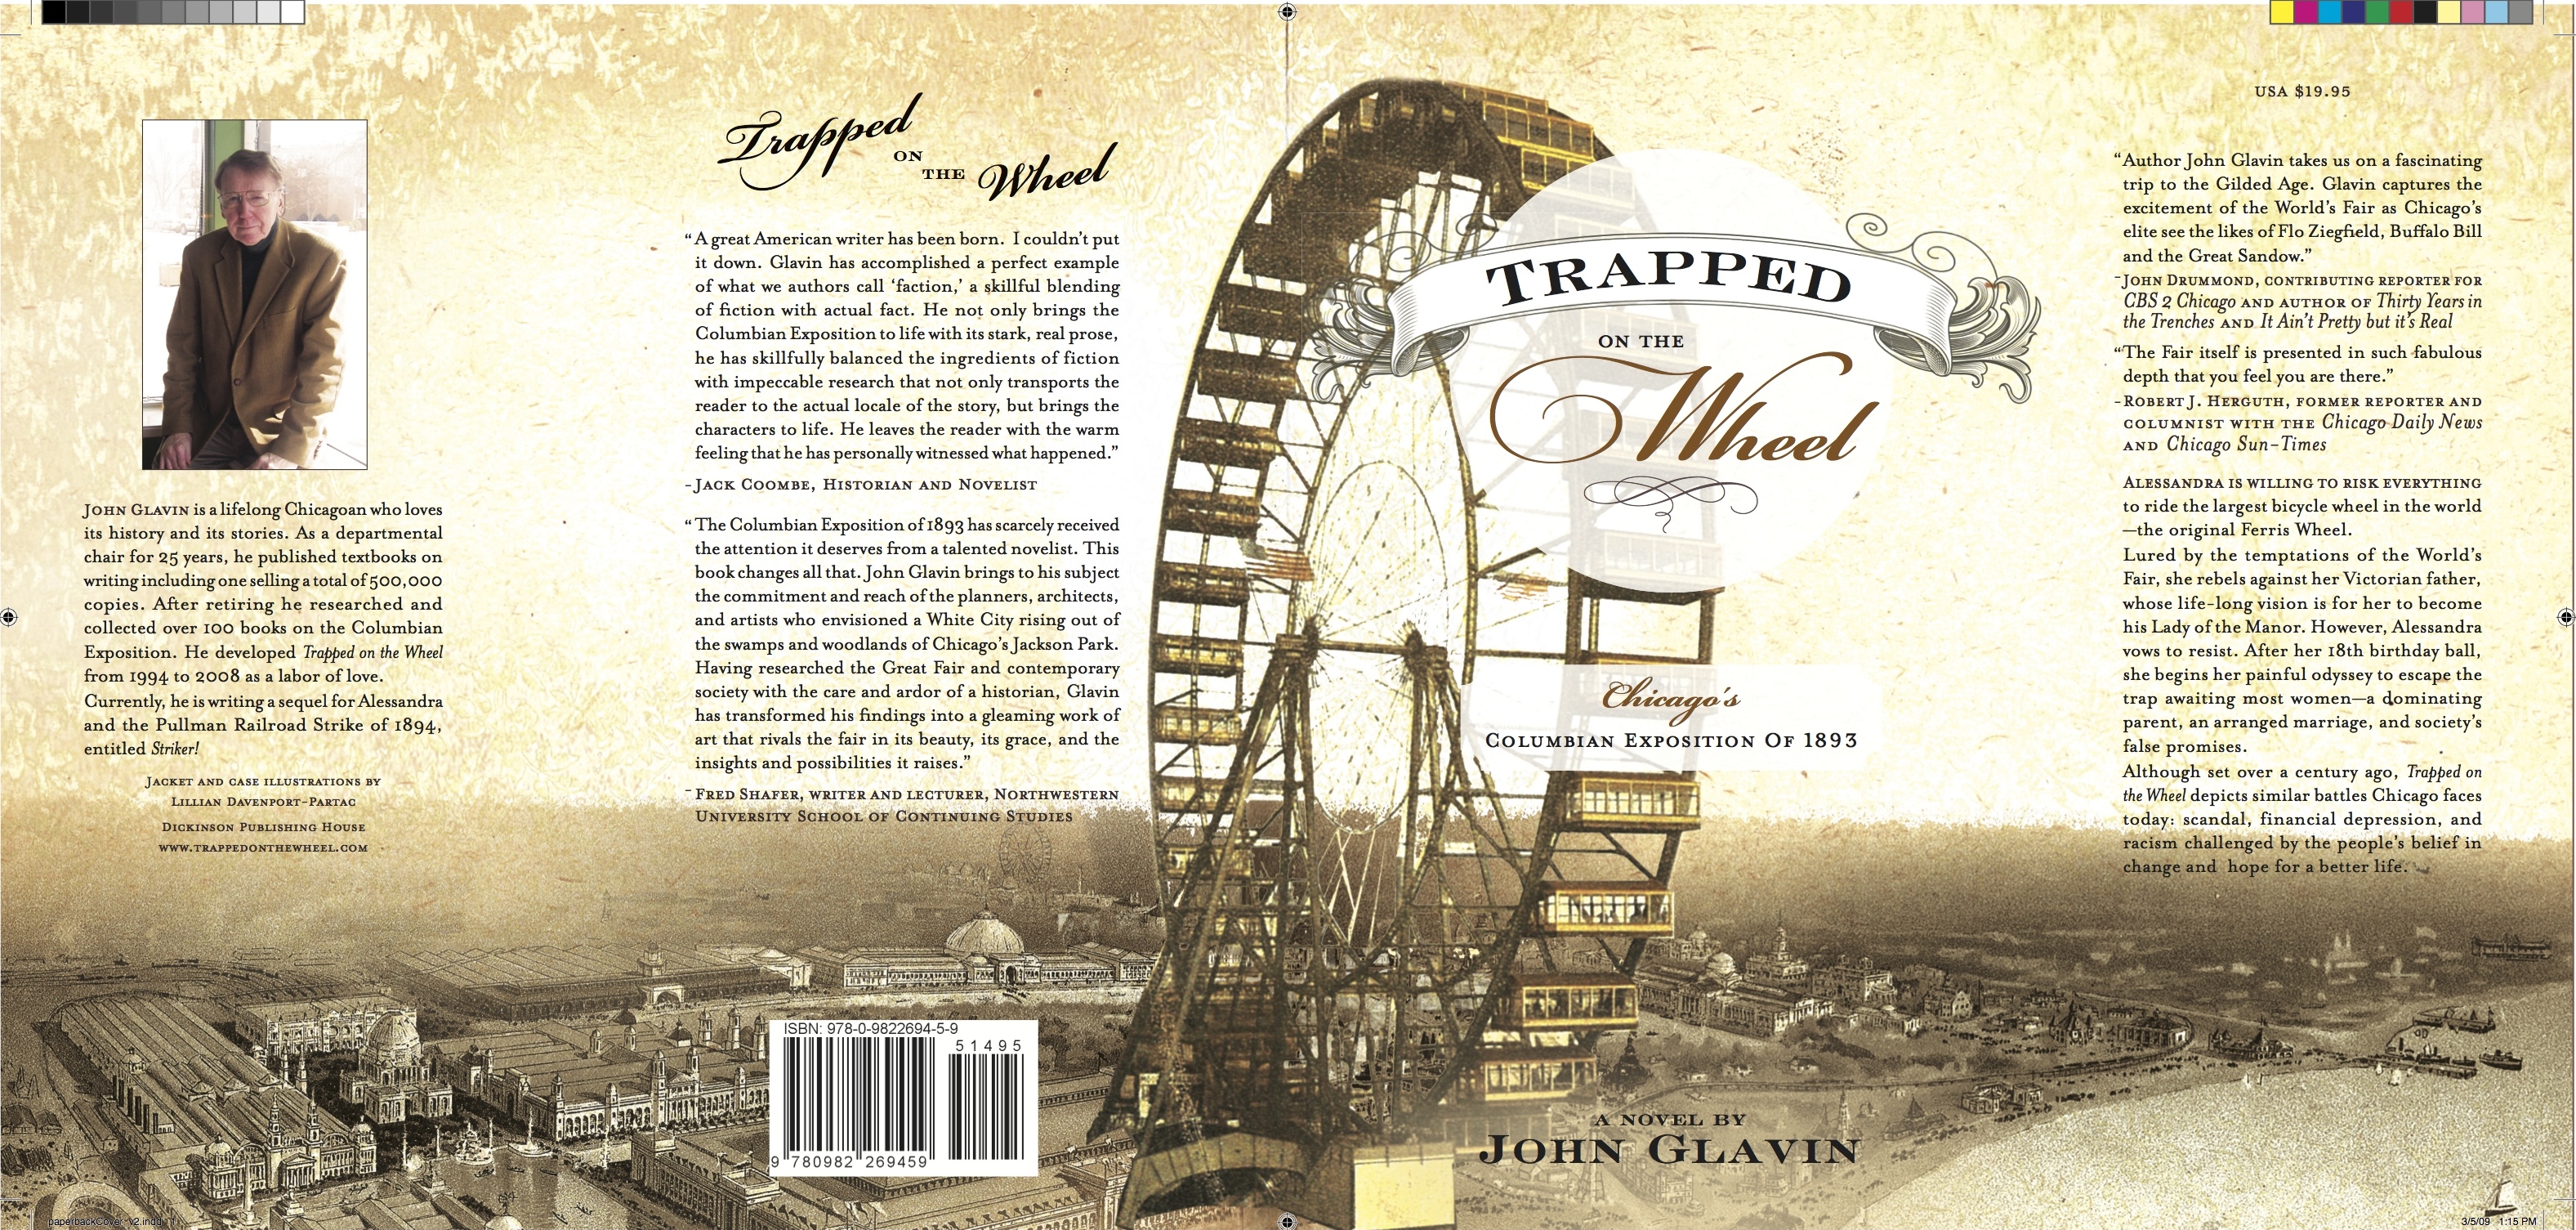 JOHN GLAVIN is a lifelong Chicagoan who loves
its history and its stories. As a departmental
chair for 25 years, he published textbooks on
writing including one selling a total of 500,000
copies. After retiring he researched and
collected over 100 books on the Columbian
Exposition. He developed Trapped on the Wheel
from 1994 to 2008 as a labor of love.
Currently, he is writing a sequel for Alessandra
and the Pullman Railroad Strike of 1894,
entitled Striker!
JACKET AND CASE ILLUSTRATIONS BY
LILLIAN DAVENPORT-PARTAC
DICKINSON PUBLISHING HOUSE
WWW.TRAPPEDONTHEWHEEL.COM
Trapped
ON
THE Wheel
“A great American writer has been born. I couldn’t put
it down. Glavin has accomplished a perfect example
of what we authors call ‘faction,’ a skillful blending
of fiction with actual fact. He not only brings the
Columbian Exposition to life with its stark, real prose,
he has skillfully balanced the ingredients of fiction
with impeccable research that not only transports the
reader to the actual locale of the story, but brings the
characters to life. He leaves the reader with the warm
feeling that he has personally witnessed what happened.”
-JACK COOMBE, HISTORIAN AND NOVELIST
“The Columbian Exposition of 1893 has scarcely received
the attention it deserves from a talented novelist. This
book changes all that. John Glavin brings to his subject
the commitment and reach of the planners, architects,
and artists who envisioned a White City rising out of
the swamps and woodlands of Chicago’s Jackson Park.
Having researched the Great Fair and contemporary
society with the care and ardor of a historian, Glavin
has transformed his findings into a gleaming work of
art that rivals the fair in its beauty, its grace, and the
insights and possibilities it raises.”
-FRED SHAFER, WRITER AND LECTURER, NORTHWESTERN
UNIVERSITY SCHOOL OF CONTINUING STUDIES
ISBN: 978-0-9822694-5-9
51495
9 780982 269459
TRAPPED
ON THE
Wheel
Chicago’s
COLUMBIAN EXPOSITION OF 1893
A NOVEL BY
JOHN GLAVIN
USA $19.95
“Author John Glavin takes us on a fascinating
trip to the Gilded Age. Glavin captures the
excitement of the World’s Fair as Chicago’s
elite see the likes of Flo Ziegfield, Buffalo Bill
and the Great Sandow.”
-JOHN DRUMMOND, CONTRIBUTING REPORTER FOR
CBS 2 Chicago AND AUTHOR OF Thirty Years in
the Trenches AND It Ain’t Pretty but it’s Real
“The Fair itself is presented in such fabulous
depth that you feel you are there.”
-ROBERT J. HERGUTH, FORMER REPORTER AND
COLUMNIST WITH THE Chicago Daily News
AND Chicago Sun-Times
ALESSANDRA IS WILLING TO RISK EVERYTHING
to ride the largest bicycle wheel in the world
—the original Ferris Wheel.
Lured by the temptations of the World’s
Fair, she rebels against her Victorian father,
whose life-long vision is for her to become
his Lady of the Manor. However, Alessandra
vows to resist. After her 18th birthday ball,
she begins her painful odyssey to escape the
trap awaiting most women—a dominating
parent, an arranged marriage, and society’s
false promises.
Although set over a century ago, Trapped on
the Wheel depicts similar battles Chicago faces
today: scandal, financial depression, and
racism challenged by the people’s belief in
change and hope for a better life.
paperbackCover_V2.indd 1
3/5/09 1:15 PM